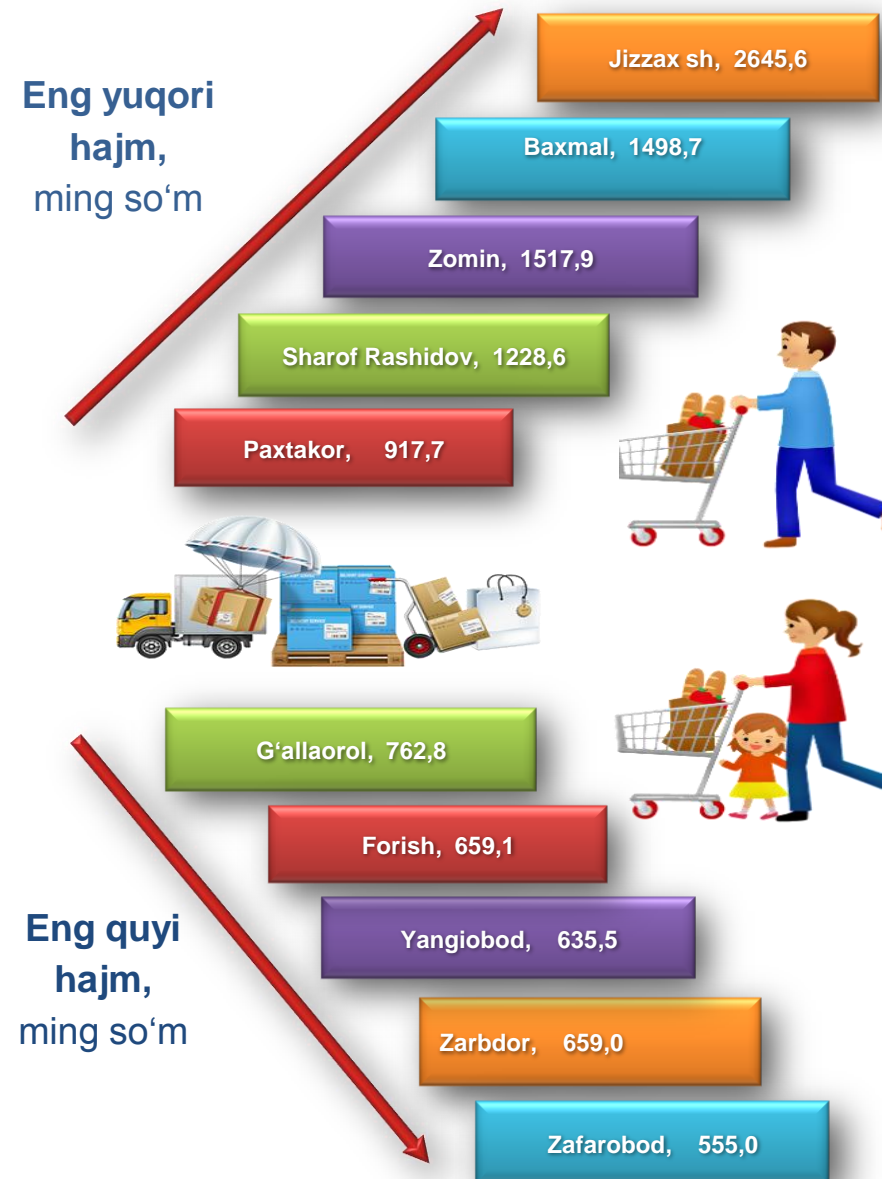 Eng yuqori
hajm,
ming so‘m
Jizzax sh, 2645,6
Baxmal, 1498,7
Zomin, 1517,9
Sharof Rashidov, 1228,6
Paxtakor, 917,7
G‘allaorol, 762,8
Forish, 659,1
Eng quyi
hajm,
ming so‘m
Yangiobod, 635,5
Zarbdor, 659,0
Zafarobod, 555,0